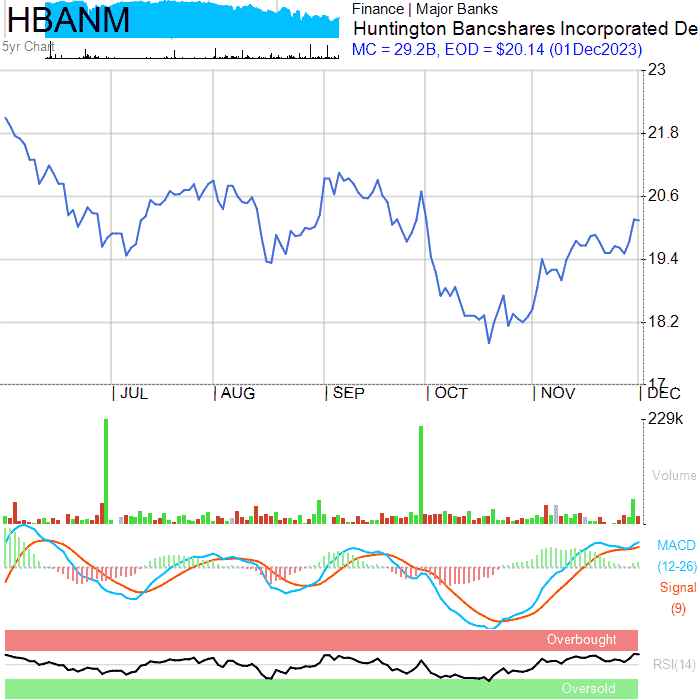 HBANM
5yr Chart
Finance | Major Banks
Huntington Bancshares Incorporated De
MC = 29.2B, EOD = $20.14 (01Dec2023)
23
21.8
20.6
19.4
18.2
17
JUL
AUG
SEP
OCT
NOV
DEC
229k
Volume
MACD
(12-26)
Signal
(9)
Overbought
RSI(14)
Oversold